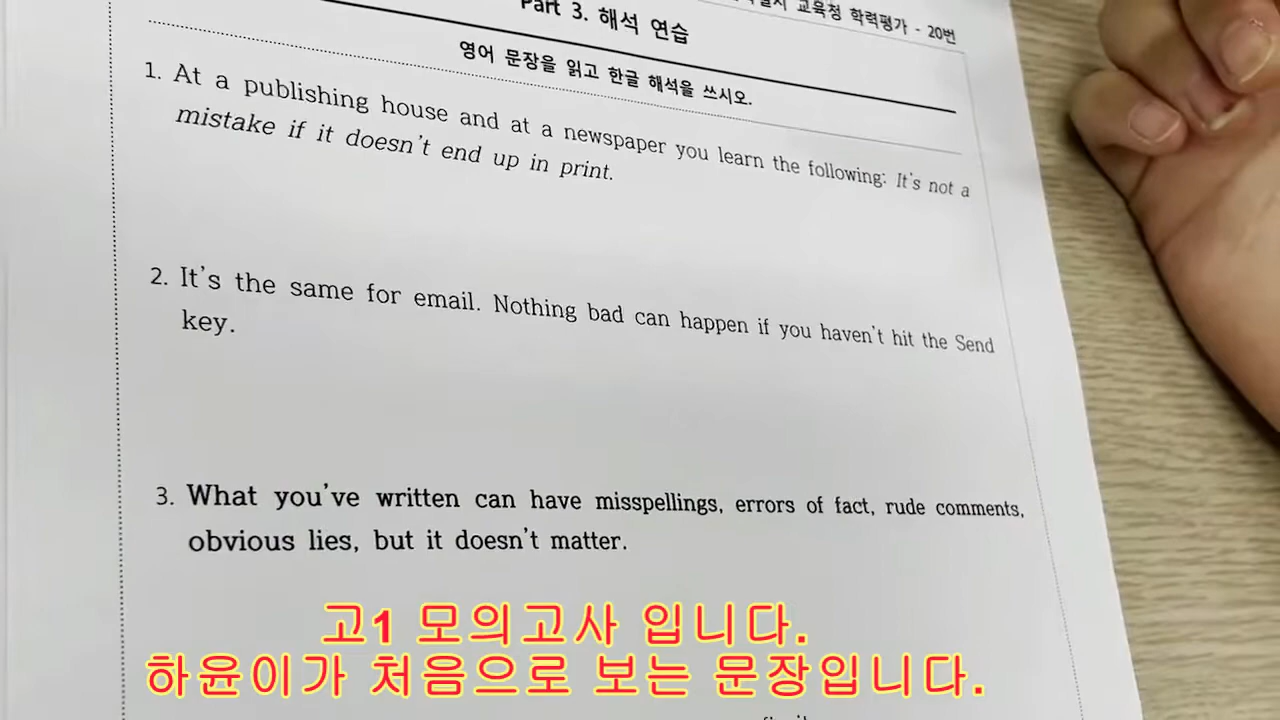 교육청 학력평가 - 20번
Part 3. 해석 연습
영어 문장을 읽고 한글 해석을 쓰시오.
1. At a publishing house and at a newspaper you learn the following: It's not a
mistake if it doesn't end up in print.
2. It's the same for email. Nothing bad can happen if you haven't hit the Send
key.
3. What you've written can have misspellings, errors of fact, rude comments,
obvious lies, but it doesn't matter.
고1 모의고사 입니다.
하윤이가 처음으로 보는 문장입니다.